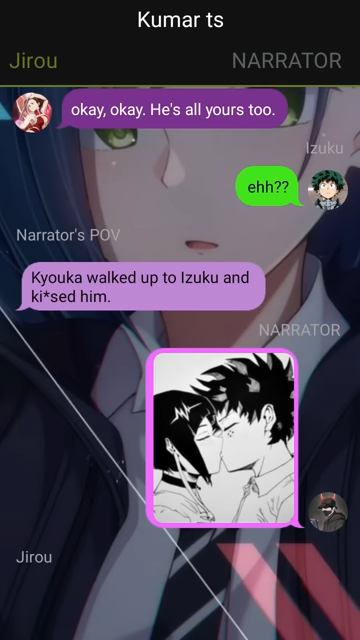 Kumar ts
Jirou
NARRATOR
okay, okay. He's all yours too.
Izuku
ehh??
Narrator's POV
Kyouka walked up to Izuku and
ki*sed him.
NARRATOR
Jirou